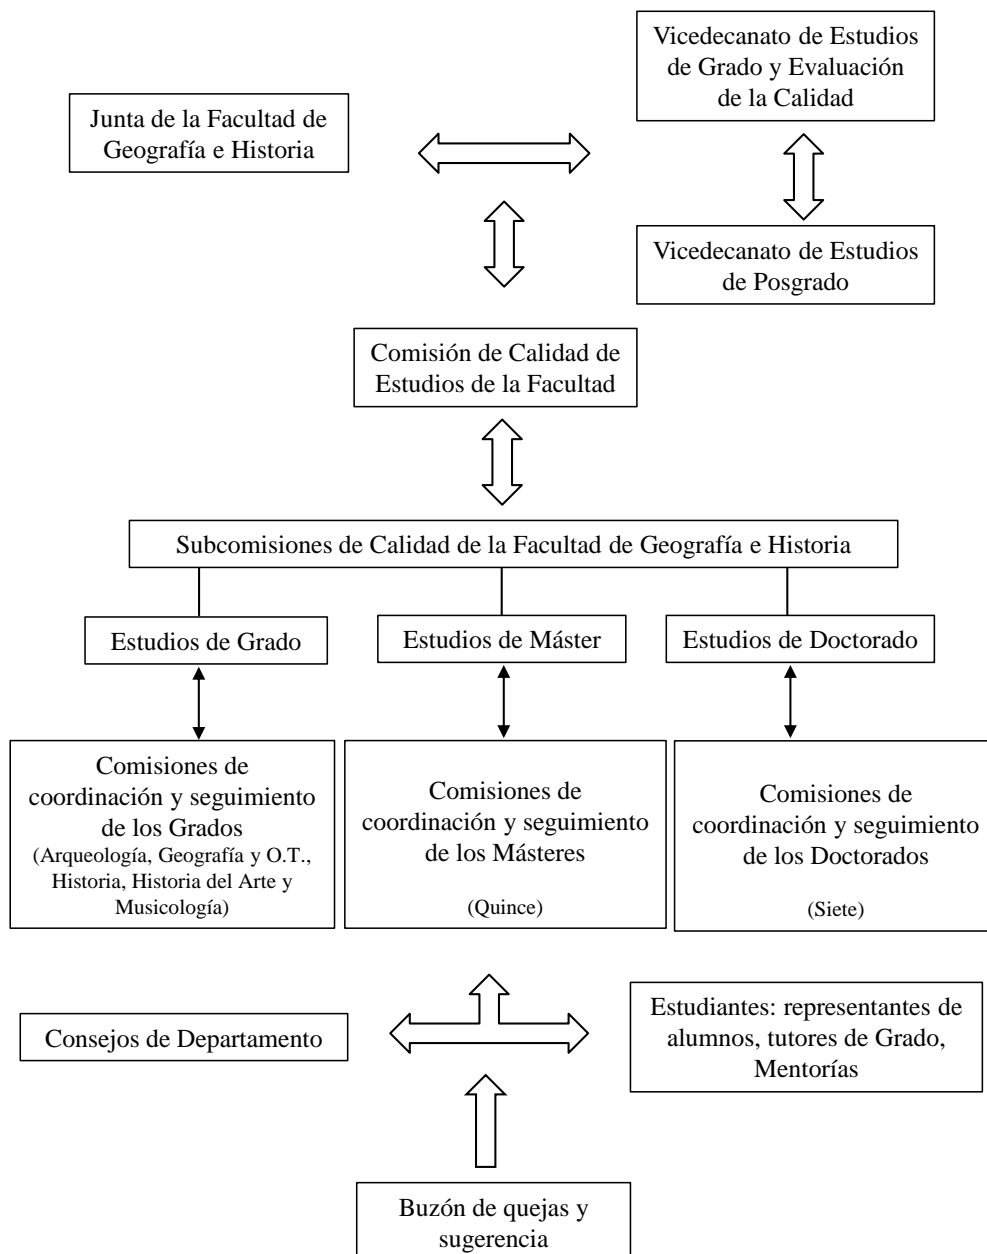 Vicedecanato de Estudios
de Grado y Evaluación
de la Calidad
Junta de la Facultad de
Geografía e Historia
Vicedecanato de Estudios
de Posgrado
Comisión de Calidad de
Estudios de la Facultad
Subcomisiones de Calidad de la Facultad de Geografía e Historia
Estudios de Grado
Estudios de Máster
Estudios de Doctorado
Comisiones de
coordinación y seguimiento
de los Grados
(Arqueología, Geografía y O.T.,
Historia, Historia del Arte y
Musicología)
Comisiones de
coordinación y seguimiento
de los Másteres
(Quince)
Comisiones de
coordinación y seguimiento
de los Doctorados
(Siete)
Consejos de Departamento
Estudiantes: representantes de
alumnos, tutores de Grado,
Mentorías
Buzón de quejas y
sugerencia